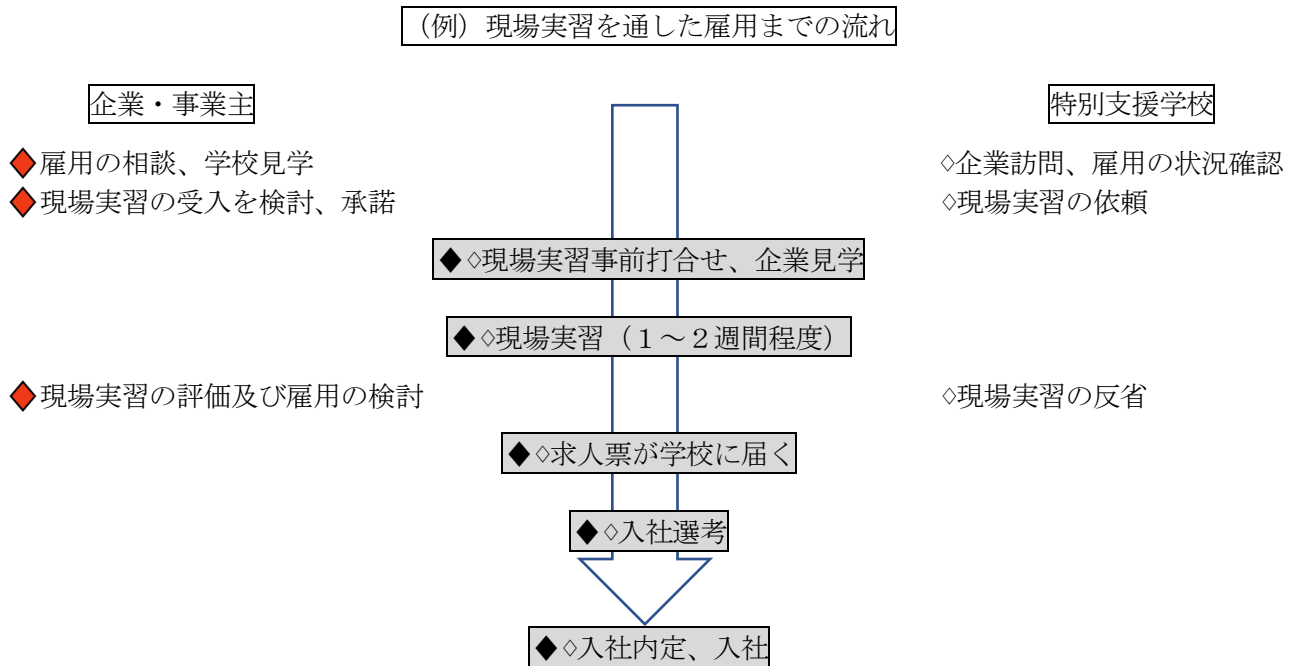 （例）現場実習を通した雇用までの流れ
企業・事業主
特別支援学校
◆雇用の相談、学校見学
◇企業訪問、雇用の状況確認
◆現場実習の受入を検討、承諾
◇現場実習の依頼
◆◇現場実習事前打合せ、企業見学
◆◇現場実習（１～２週間程度）
◆現場実習の評価及び雇用の検討
◇現場実習の反省
◆◇求人票が学校に届く
◆◇入社選考
◆◇入社内定、入社